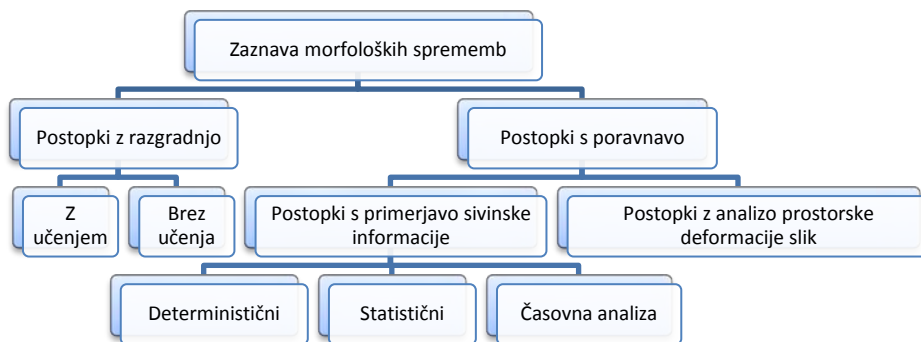 Zaznava morfoloških sprememb
Postopki z razgradnjo
Postopki s poravnavo
Z
učenjem
Brez
učenja
Postopki s primerjavo sivinske
informacije
Postopki z analizo prostorske
deformacije slik
Deterministični
Statistični
Časovna analiza